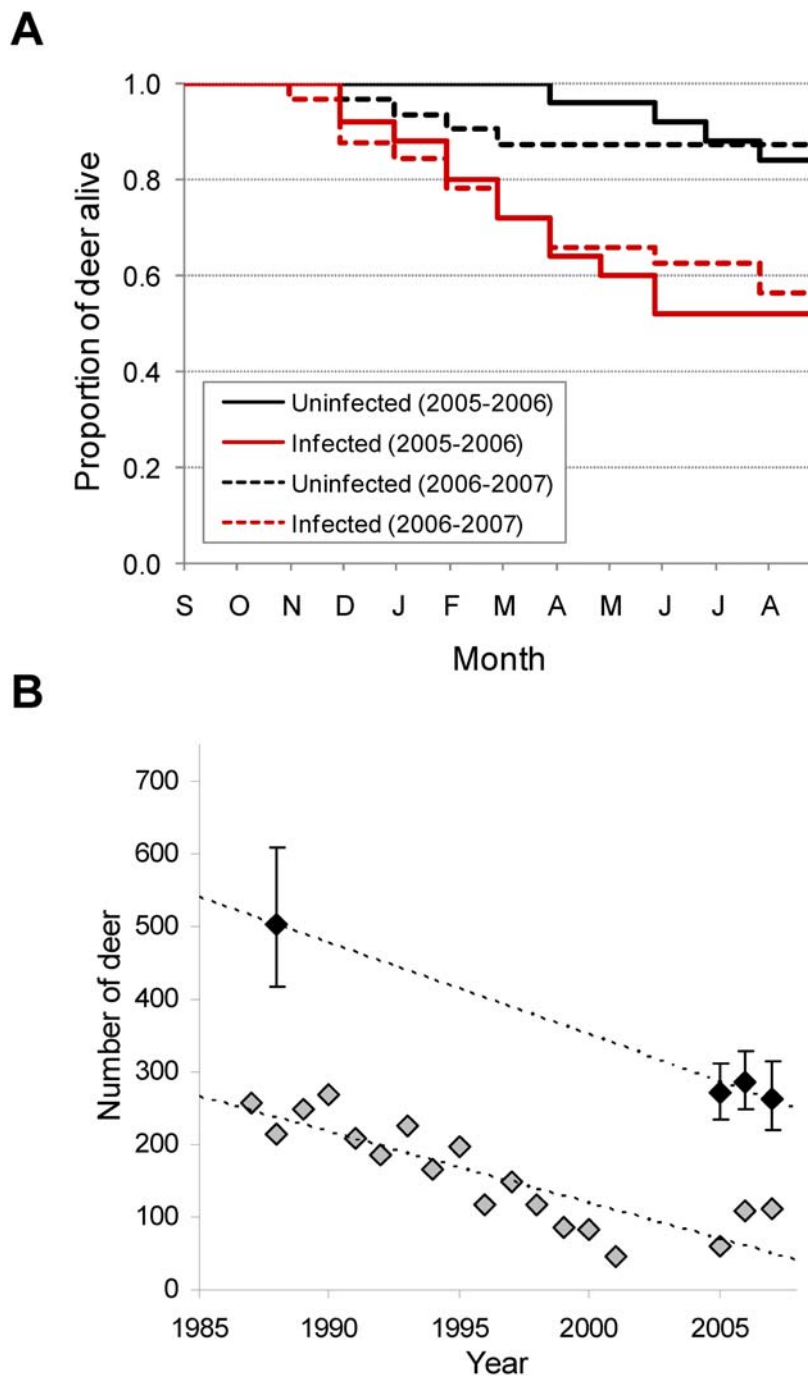 A
Proportion of deer alive
1.0
0.8
0.6
0.4
0.2
0.0
Uninfected (2005-2006)
Infected (2005-2006)
Uninfected (2006-2007)
Infected (2006-2007)
S O N D J F M A M J J A
Month
B
Number of deer
700
600
500
400
300
200
100
0
1985 1990 1995 2000 2005
Year